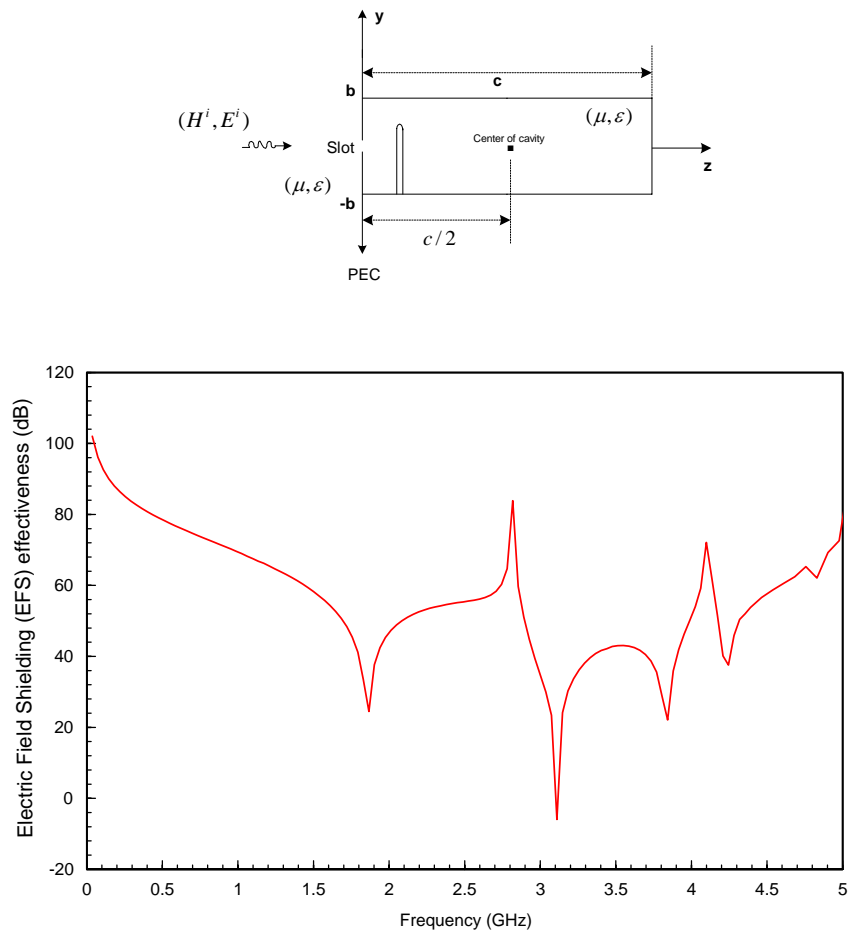 y
c
b
(μ, ε)
(Hⁱ, Eⁱ)
Center of cavity
Slot
z
(μ, ε)
-b
c / 2
PEC
Electric Field Shielding (EFS) effectiveness (dB)
120
100
80
60
40
20
0
-20
0 0.5 1 1.5 2 2.5 3 3.5 4 4.5 5
Frequency (GHz)